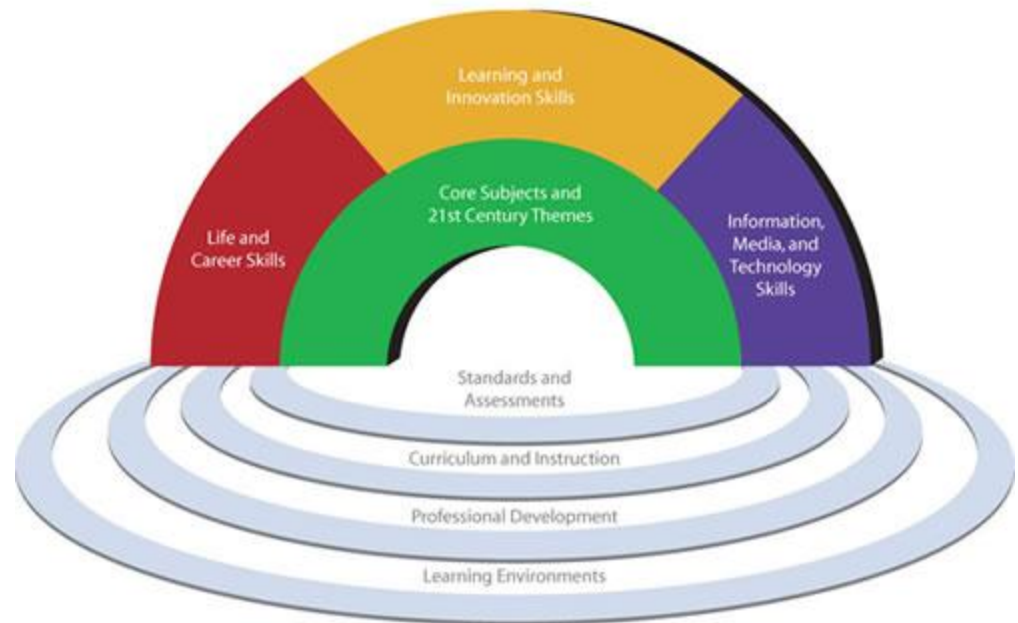 Learning and
Innovation Skills
Core Subjects and
21st Century Themes
Life and
Career Skills
Information,
Media, and
Technology
Skills
Standards and
Assessments
Curriculum and Instruction
Professional Development
Learning Environments